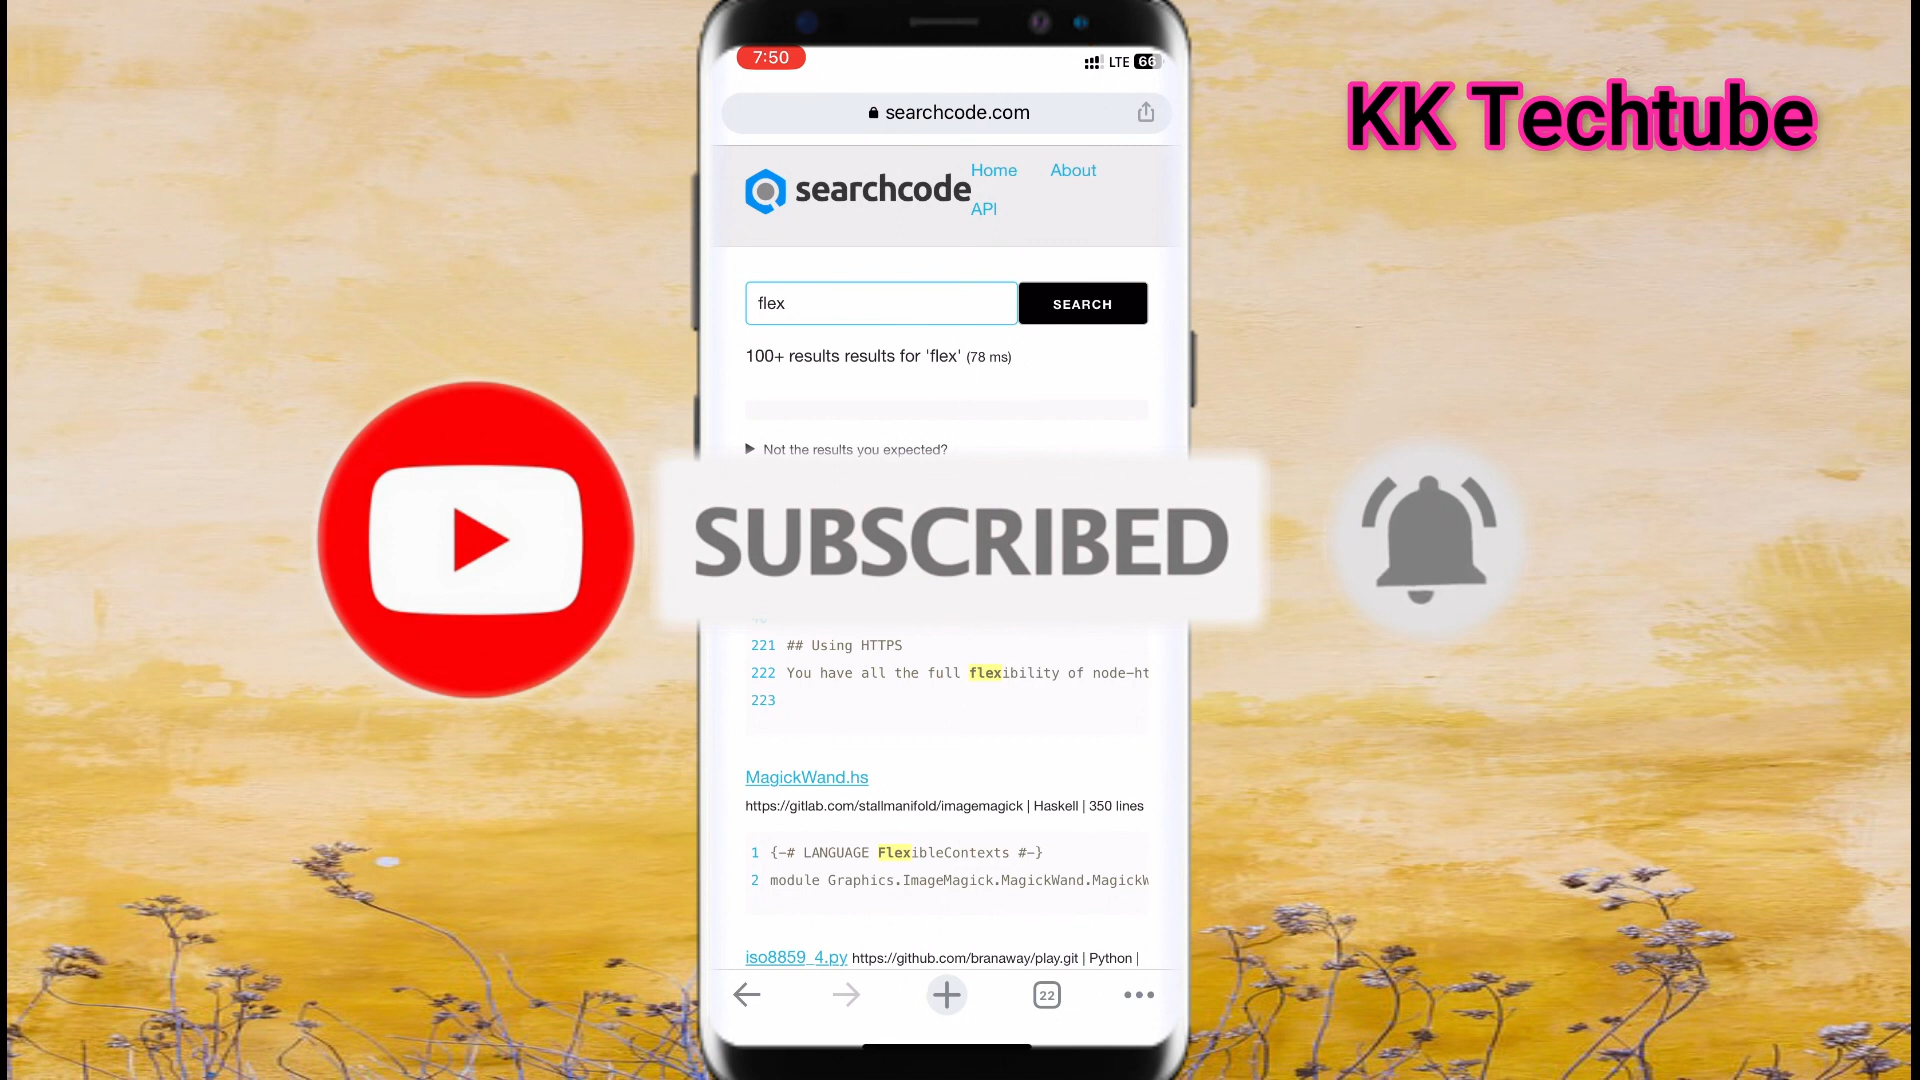 7:50
LTE 66
searchcode.com
KK Techtube
searchcode
Home About
API
flex
SEARCH
100+ results results for 'flex' (78 ms)
Not the results you expected?
SUBSCRIBED
221 ## Using HTTPS
222 You have all the full flexibility of node-ht
223
MagickWand.hs
https://gitlab.com/stallmanifold/imagemagick | Haskell | 350 lines
1 {-# LANGUAGE FlexibleContexts #-}
2 module Graphics.ImageMagick.MagickWand.Magick
iso8859_4.py https://github.com/branaway/play.git | Python |
22